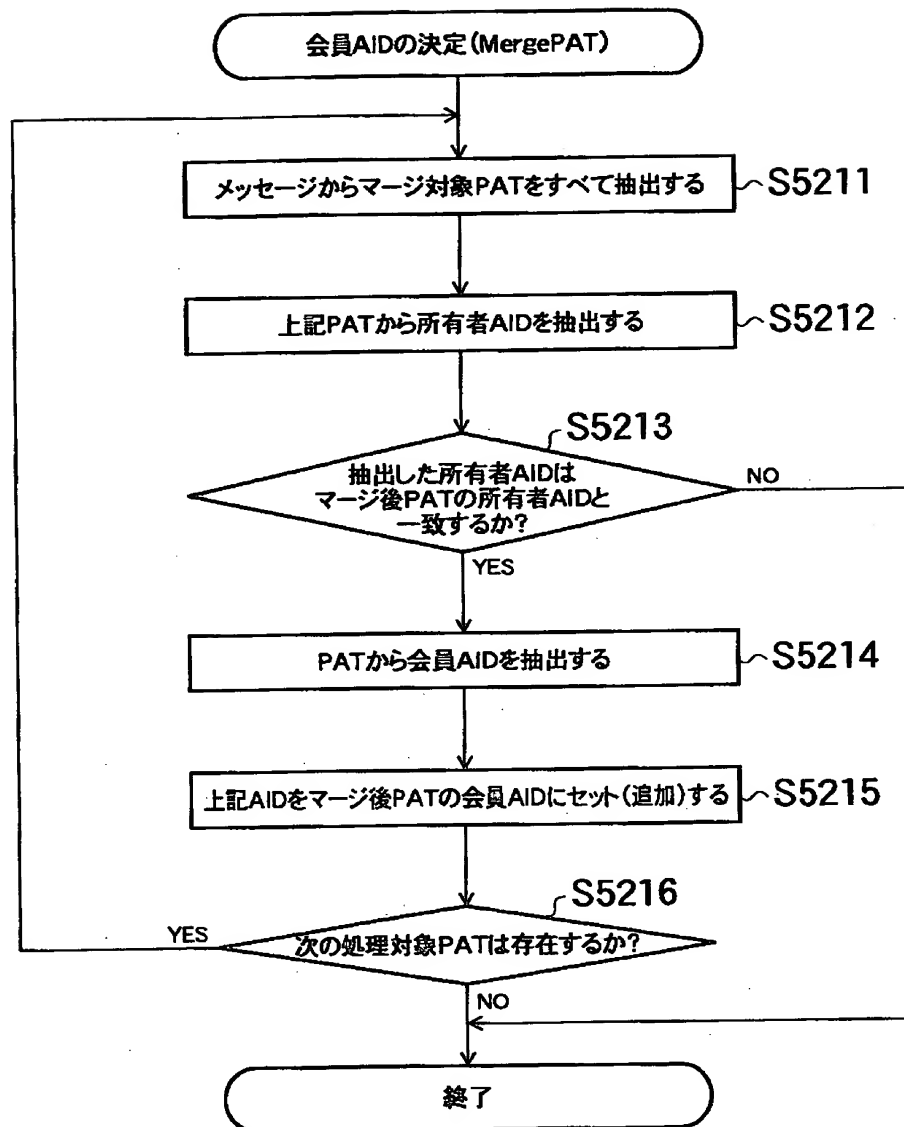 会員AIDの決定(MergePAT)
メッセージからマージ対象PATをすべて抽出する
S5211
上記PATから所有者AIDを抽出する
S5212
S5213
抽出した所有者AIDは
マージ後PATの所有者AIDと
一致するか?
NO
YES
PATから会員AIDを抽出する
S5214
上記AIDをマージ後PATの会員AIDにセット(追加)する
S5215
S5216
YES
次の処理対象PATは存在するか?
NO
終了